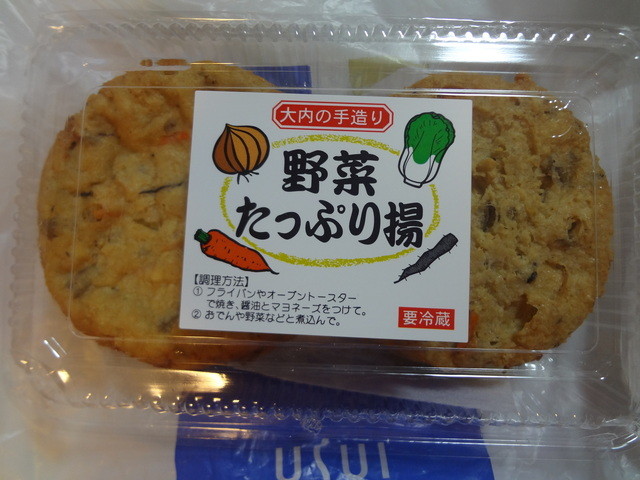 大内の手造り
野菜
たっぷり揚
【調理方法】
① フライパンやオーブントースター
で焼き、醤油とマヨネーズをつけて。
② おでんや野菜などと煮込んで。
要冷蔵
usui